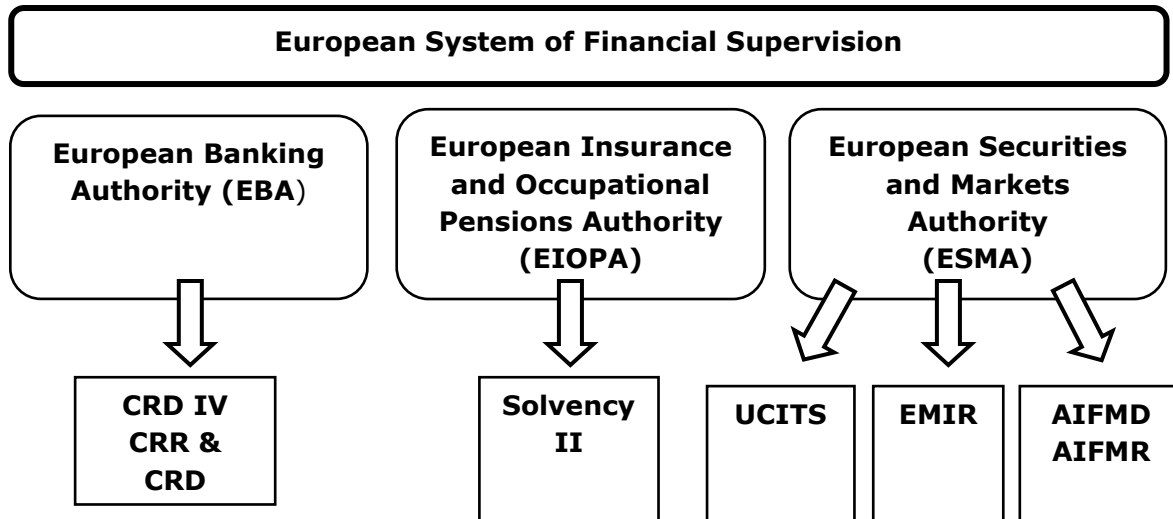 European System of Financial Supervision
European Banking
Authority (EBA)
European Insurance
and Occupational
Pensions Authority
(EIOPA)
European Securities
and Markets
Authority
(ESMA)
CRD IV
CRR &
CRD
Solvency
II
UCITS
EMIR
AIFMD
AIFMR